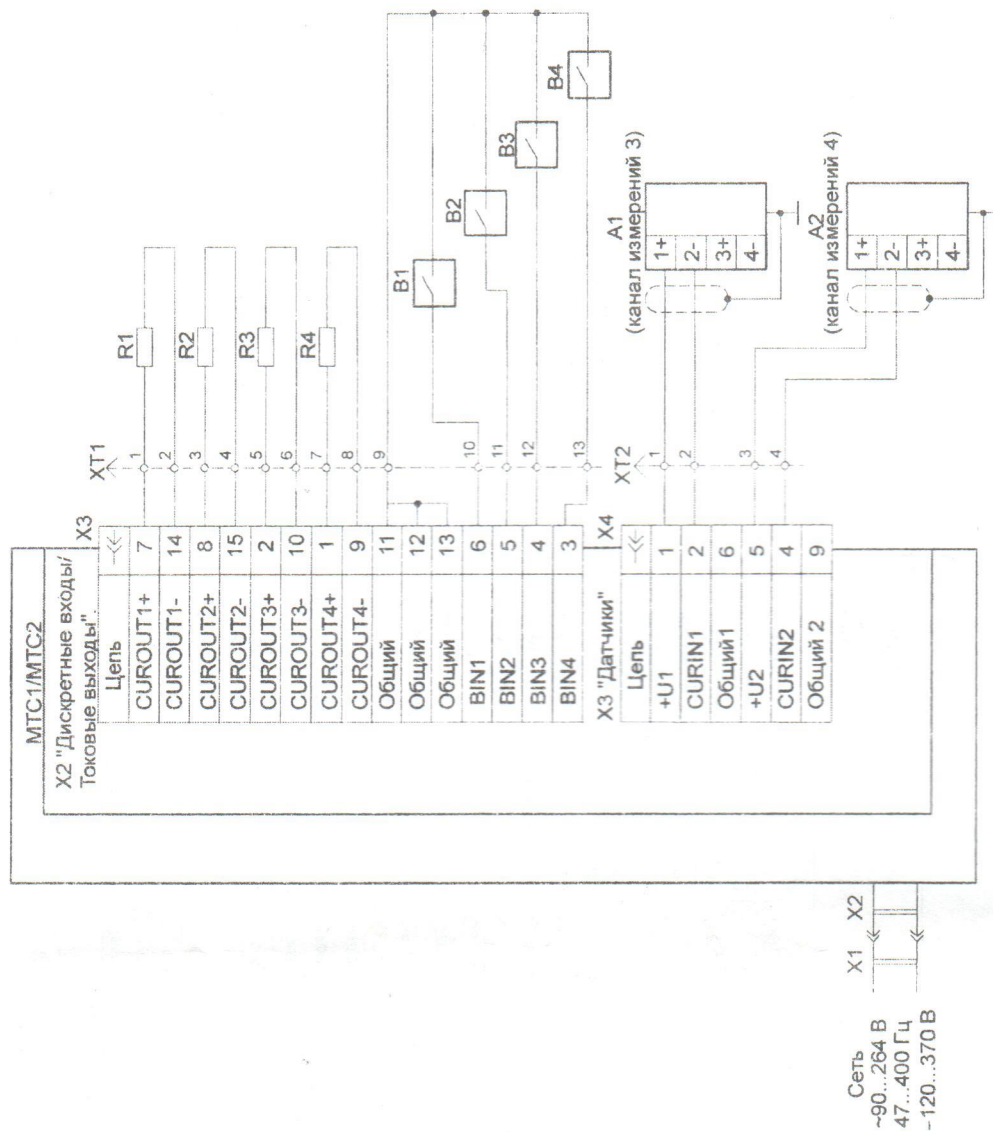 МТС1/МТС2
X2 "Дискретные входы/
Токовые выходы".
X3
Цепь
CUROUT1+ 7
CUROUT1- 14
CUROUT2+ 8
CUROUT2- 15
CUROUT3+ 2
CUROUT3- 10
CUROUT4+ 1
CUROUT4- 9
Общий 11
Общий 12
Общий 13
BIN1 6
BIN2 5
BIN3 4
BIN4 3
X3 "Датчики"
X4
Цепь
+U1 1
CURIN1 2
Общий1 6
+U2 5
CURIN2 4
Общий 2 9
XT1
1
2
3
4
5
6
7
8
9
10
11
12
13
R1
R2
R3
R4
B1
B2
B3
B4
XT2
1
2
3
4
A1
(канал измерений 3)
1+
2-
3+
4-
A2
(канал измерений 4)
1+
2-
3+
4-
X1
X2
Сеть
~90...264 В
47...400 Гц
-120...370 В